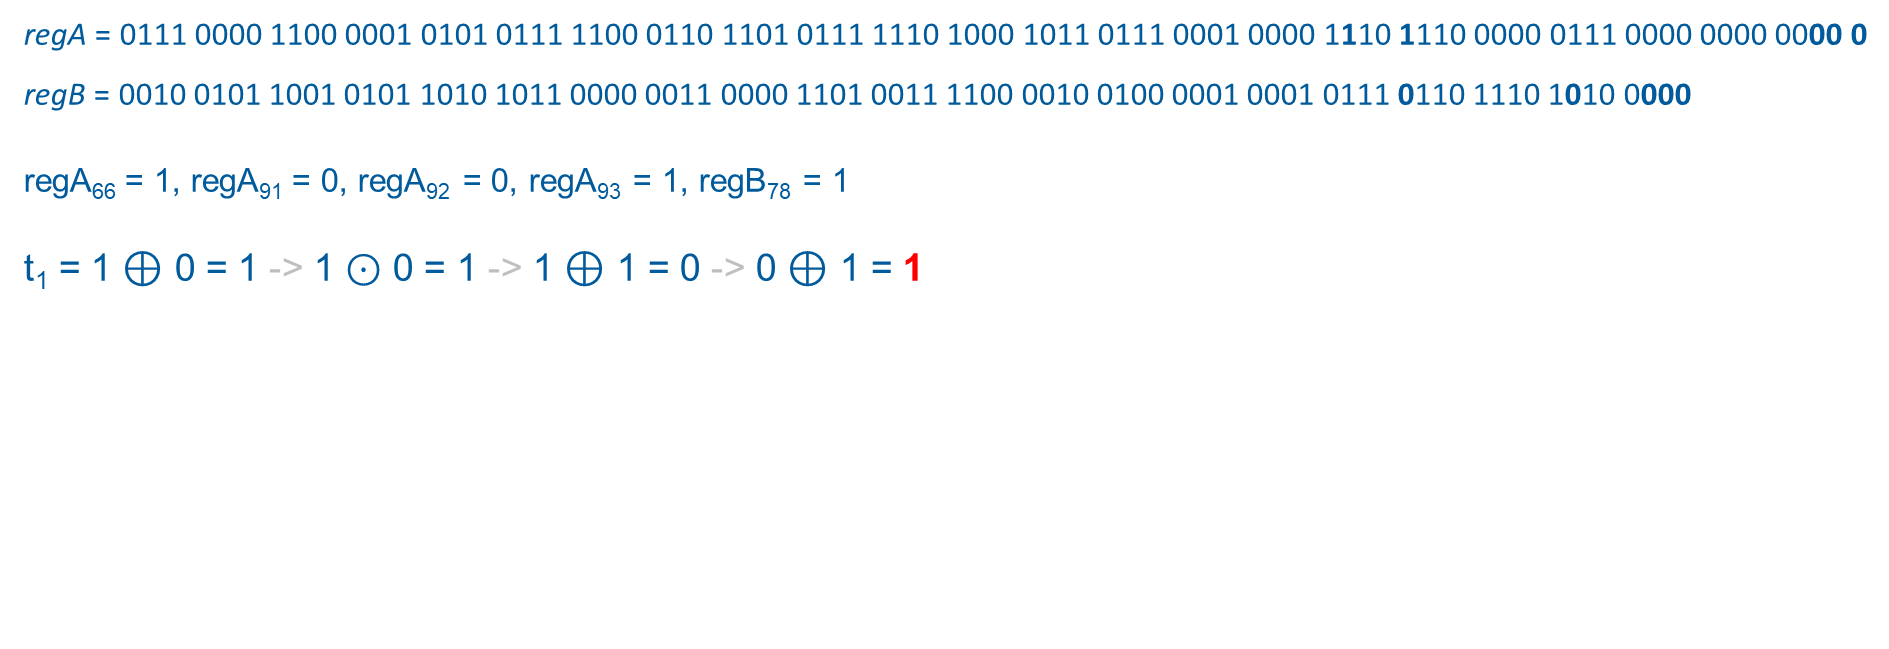 regA = 0111 0000 1100 0001 0101 0111 1100 0110 1101 0111 1110 1000 1011 0111 0001 0000 1110 1110 0000 0111 0000 0000 0000 0
regB = 0010 0101 1001 0101 1010 1011 0000 0011 0000 1101 0011 1100 0010 0100 0001 0001 0111 0110 1110 1010 0000
regA₆₆ = 1, regA₉₁ = 0, regA₉₂ = 0, regA₉₃ = 1, regB₇₈ = 1
t₁ = 1 ⊕ 0 = 1 -> 1 ⊙ 0 = 1 -> 1 ⊕ 1 = 0 -> 0 ⊕ 1 = 1